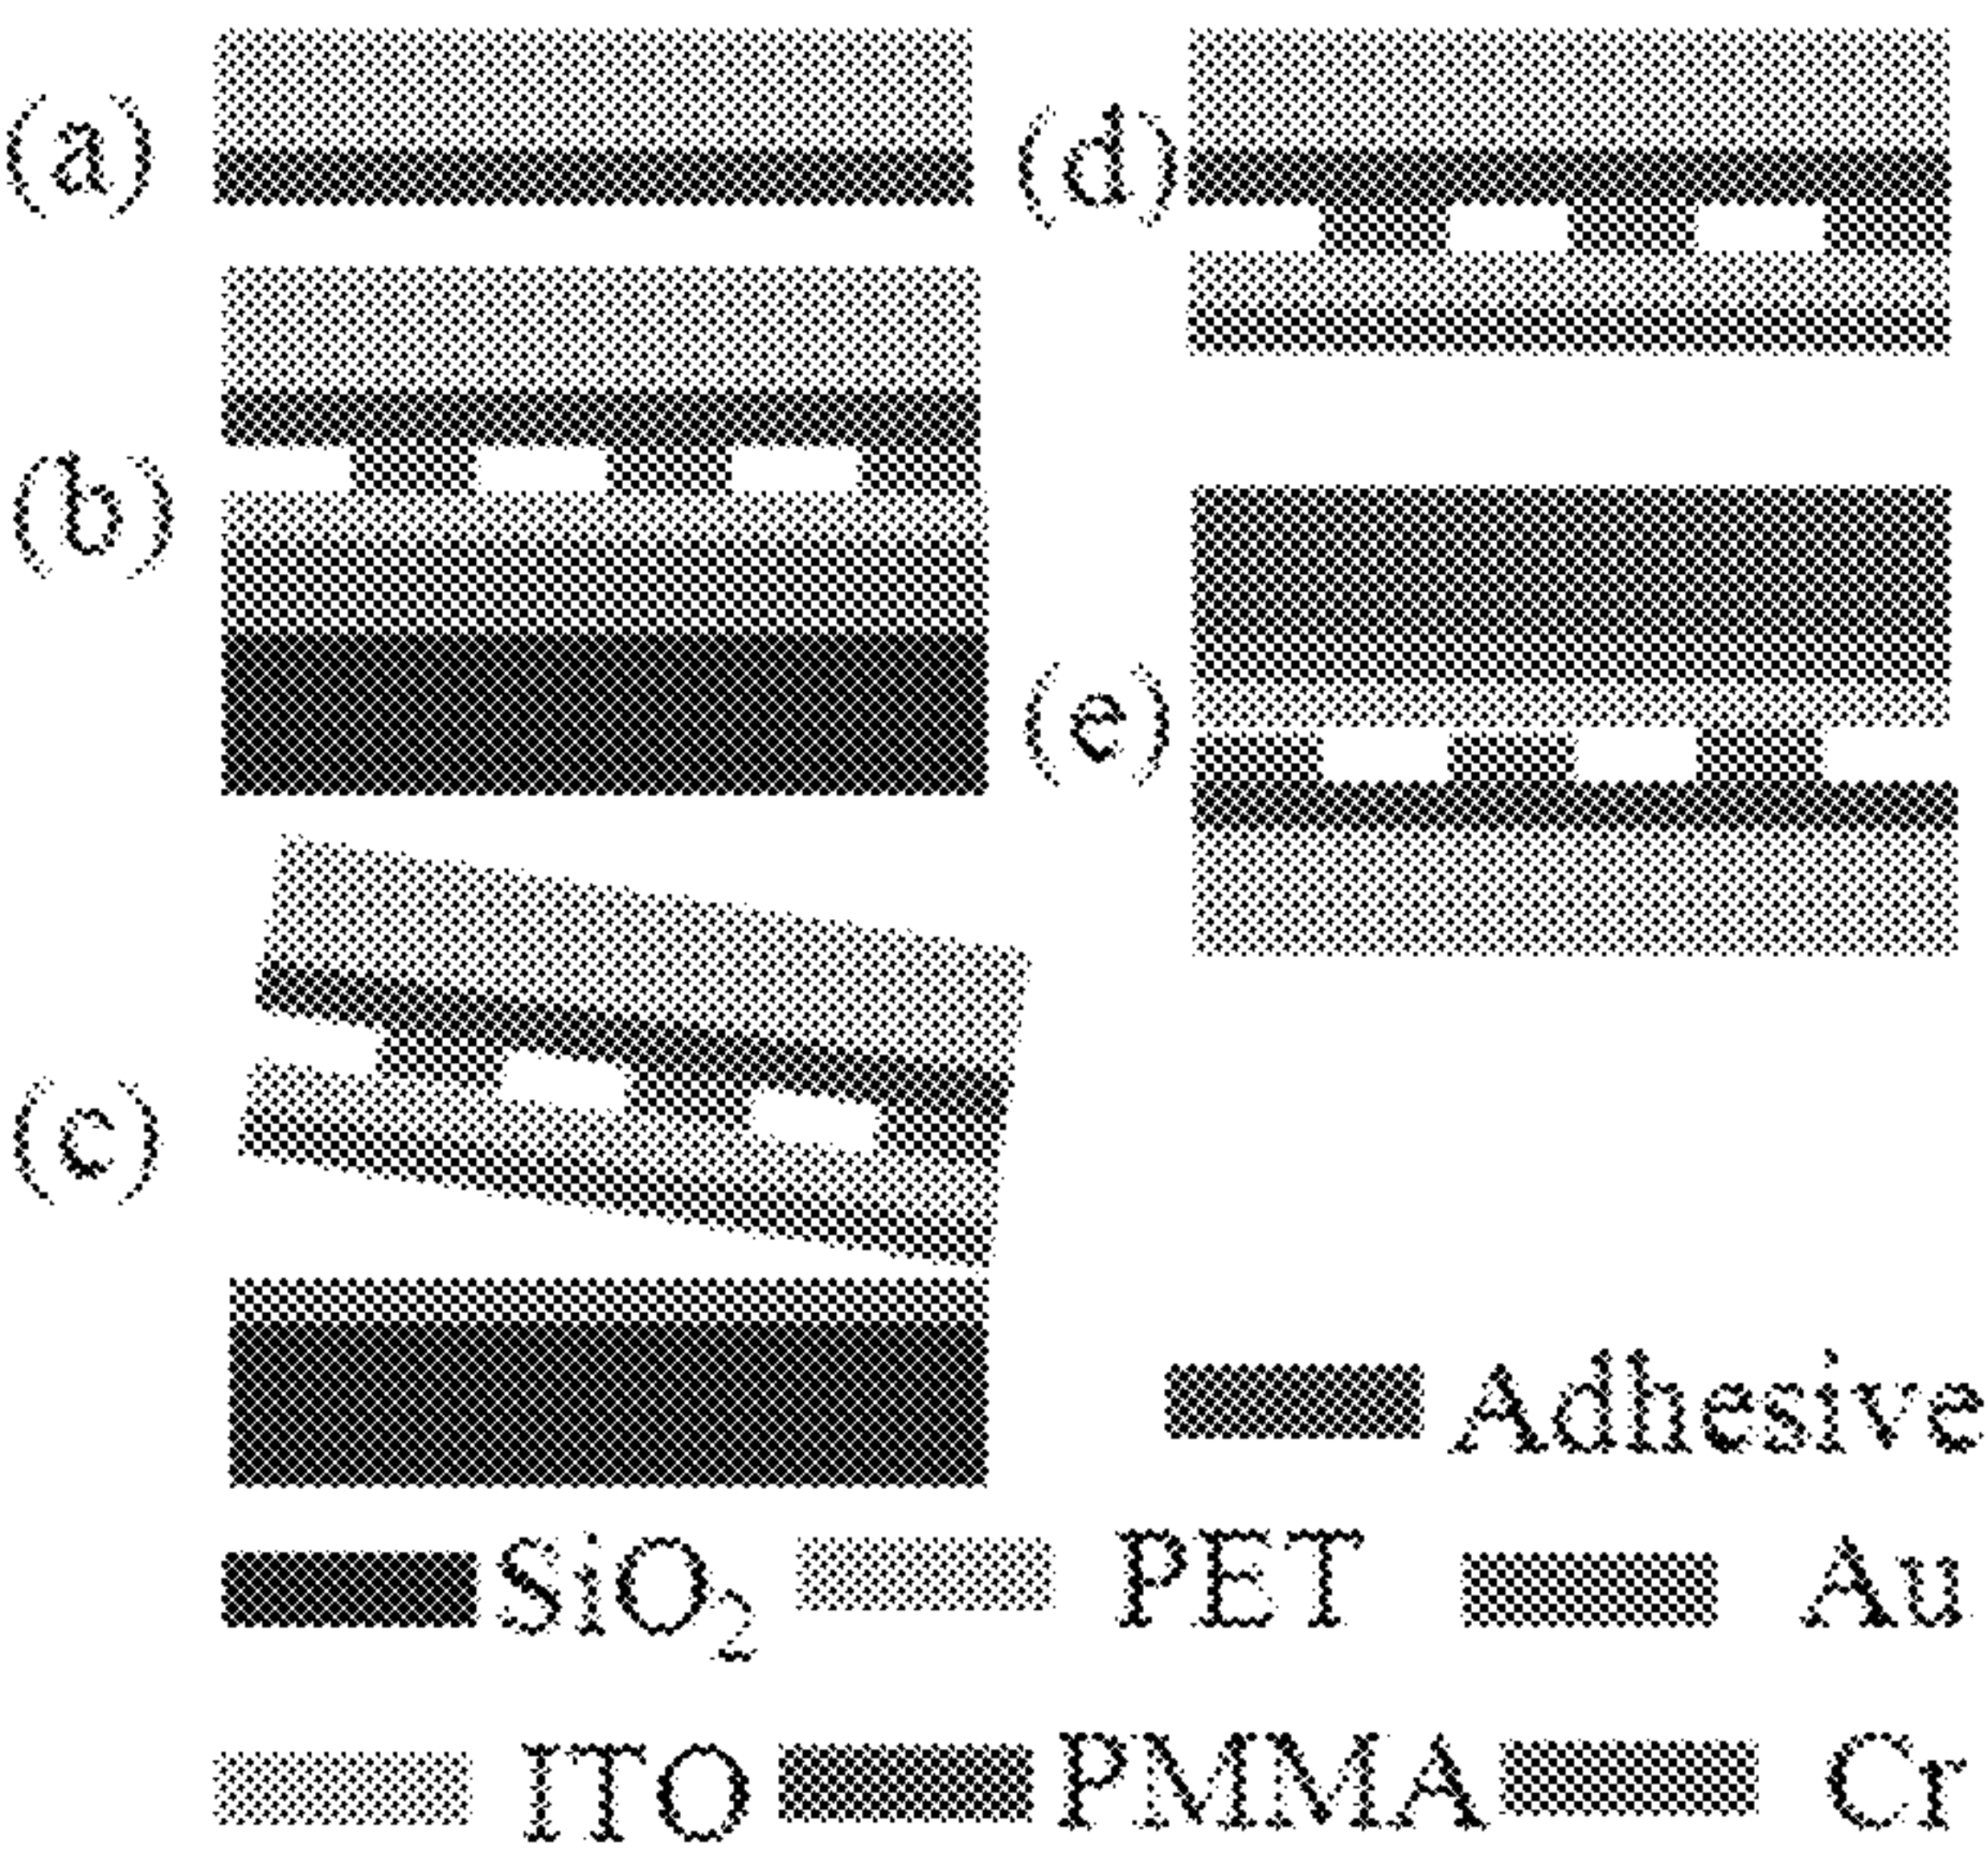 (a)
(d)
(b)
(e)
(c)
Adhesive
SiO₂ PET Au
ITO PMMA Cr